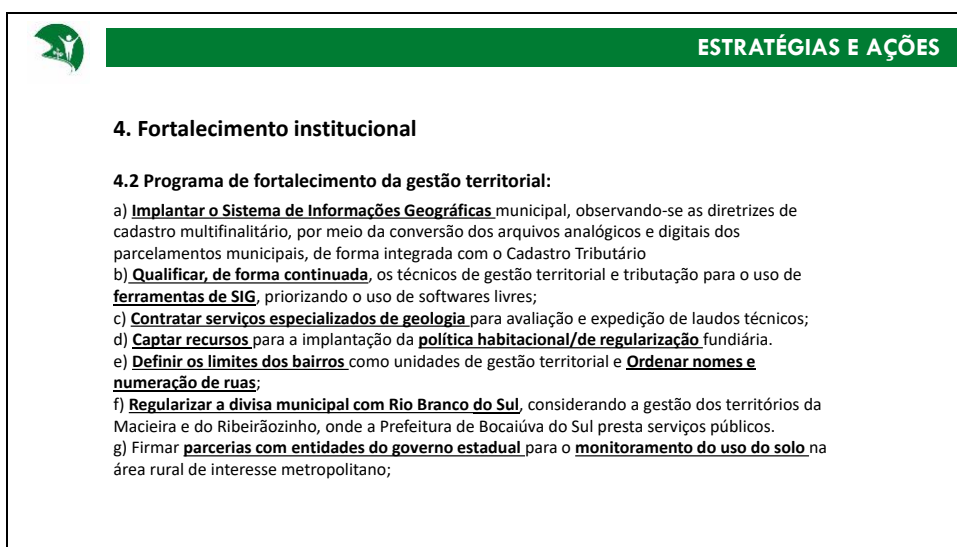 ESTRATÉGIAS E AÇÕES
4. Fortalecimento institucional
4.2 Programa de fortalecimento da gestão territorial:
a) Implantar o Sistema de Informações Geográficas municipal, observando-se as diretrizes de
cadastro multifinalitário, por meio da conversão dos arquivos analógicos e digitais dos
parcelamentos municipais, de forma integrada com o Cadastro Tributário
b) Qualificar, de forma continuada, os técnicos de gestão territorial e tributação para o uso de
ferramentas de SIG, priorizando o uso de softwares livres;
c) Contratar serviços especializados de geologia para avaliação e expedição de laudos técnicos;
d) Captar recursos para a implantação da política habitacional/de regularização fundiária.
e) Definir os limites dos bairros como unidades de gestão territorial e Ordenar nomes e
numeração de ruas;
f) Regularizar a divisa municipal com Rio Branco do Sul, considerando a gestão dos territórios da
Macieira e do Ribeirãozinho, onde a Prefeitura de Bocaiúva do Sul presta serviços públicos.
g) Firmar parcerias com entidades do governo estadual para o monitoramento do uso do solo na
área rural de interesse metropolitano;